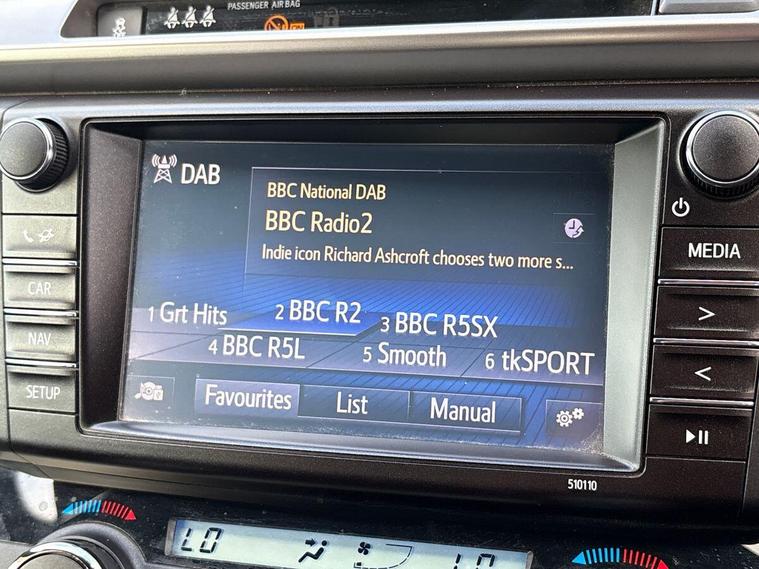 PASSENGER AIR BAG
DAB
BBC National DAB
BBC Radio2
Indie icon Richard Ashcroft chooses two more s...
1 Grt Hits
2 BBC R2
3 BBC R5SX
4 BBC R5L
5 Smooth
6 tkSPORT
Favourites
List
Manual
CAR
NAV
SETUP
MEDIA
>
<
510110
LO
LO